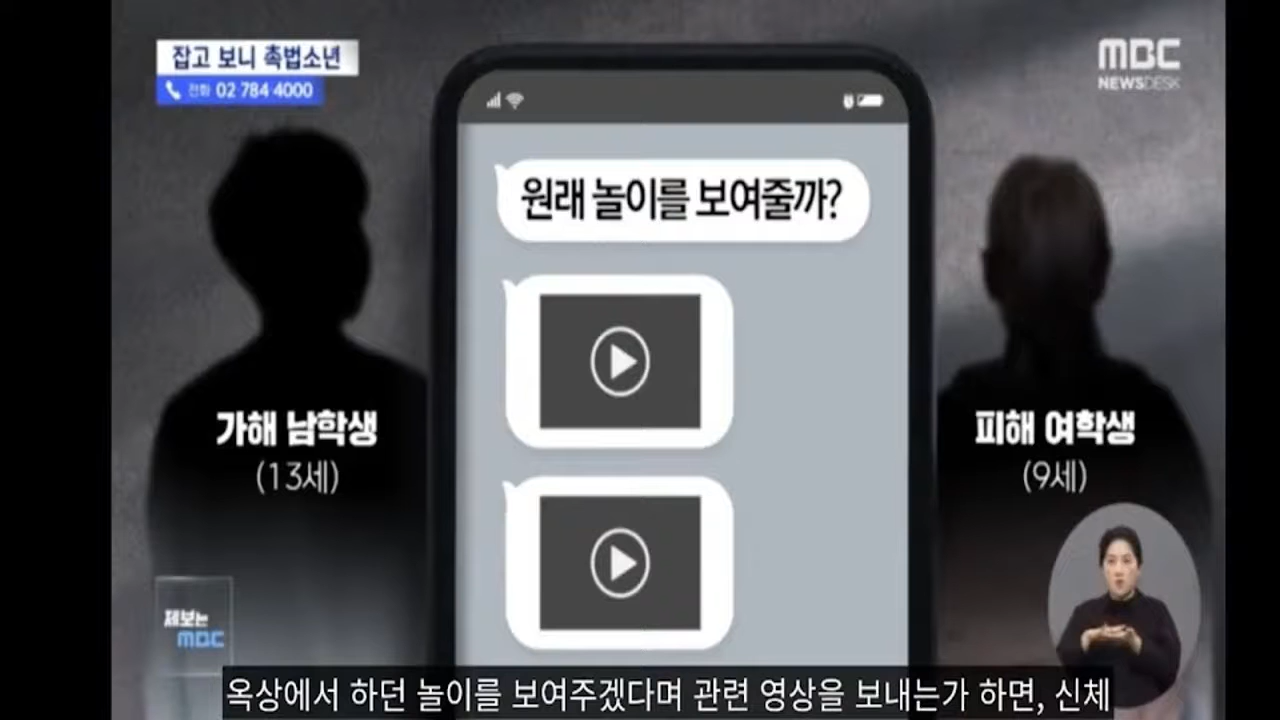 잡고 보니 촉법소년
전화 02 784 4000
MBC
NEWSDESK
원래 놀이를 보여줄까?
가해 남학생
(13세)
피해 여학생
(9세)
제보는
MBC
옥상에서 하던 놀이를 보여주겠다며 관련 영상을 보내는가 하면, 신체